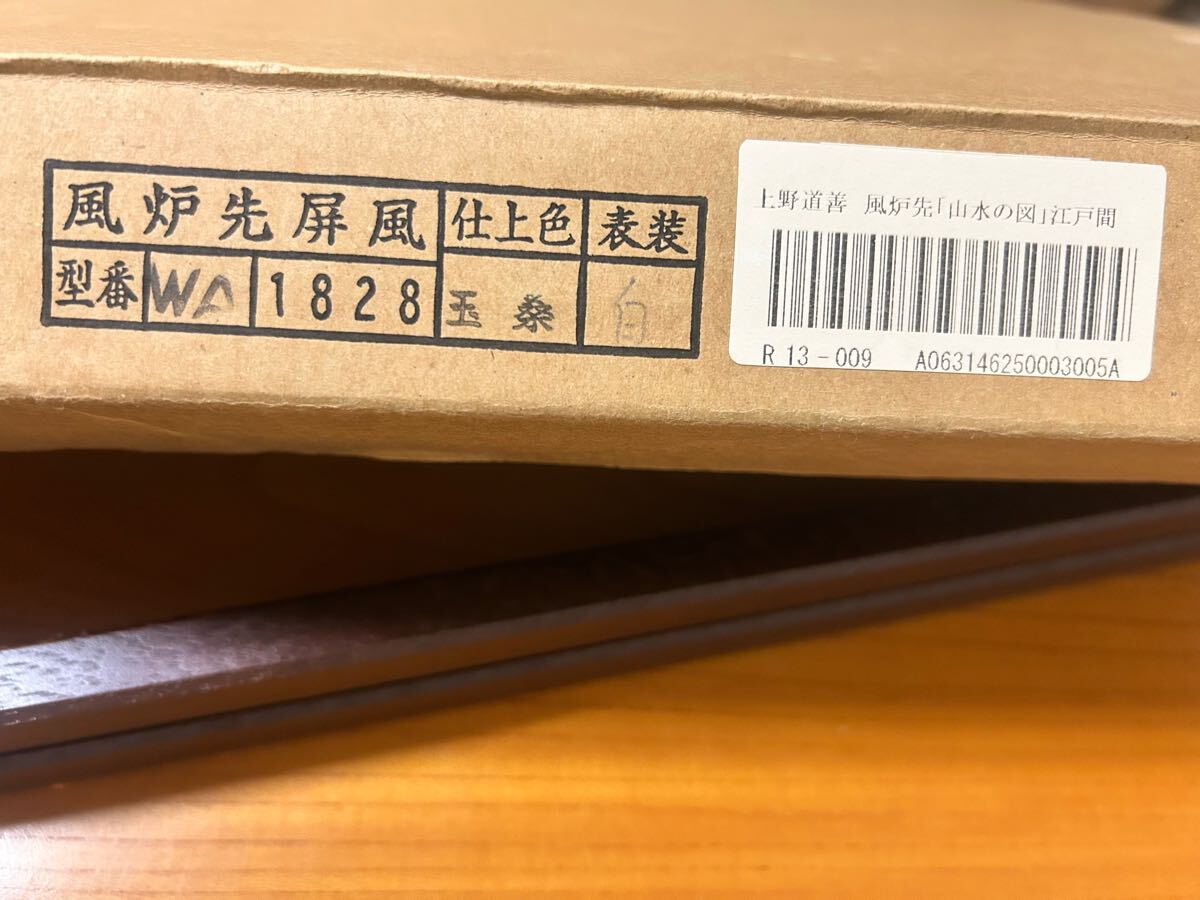 風炉先屏風 仕上色 表装
型番 WA 1828 玉桑 白
上野道善 風炉先「山水の図」江戸間
R 13-009 A063146250003005A